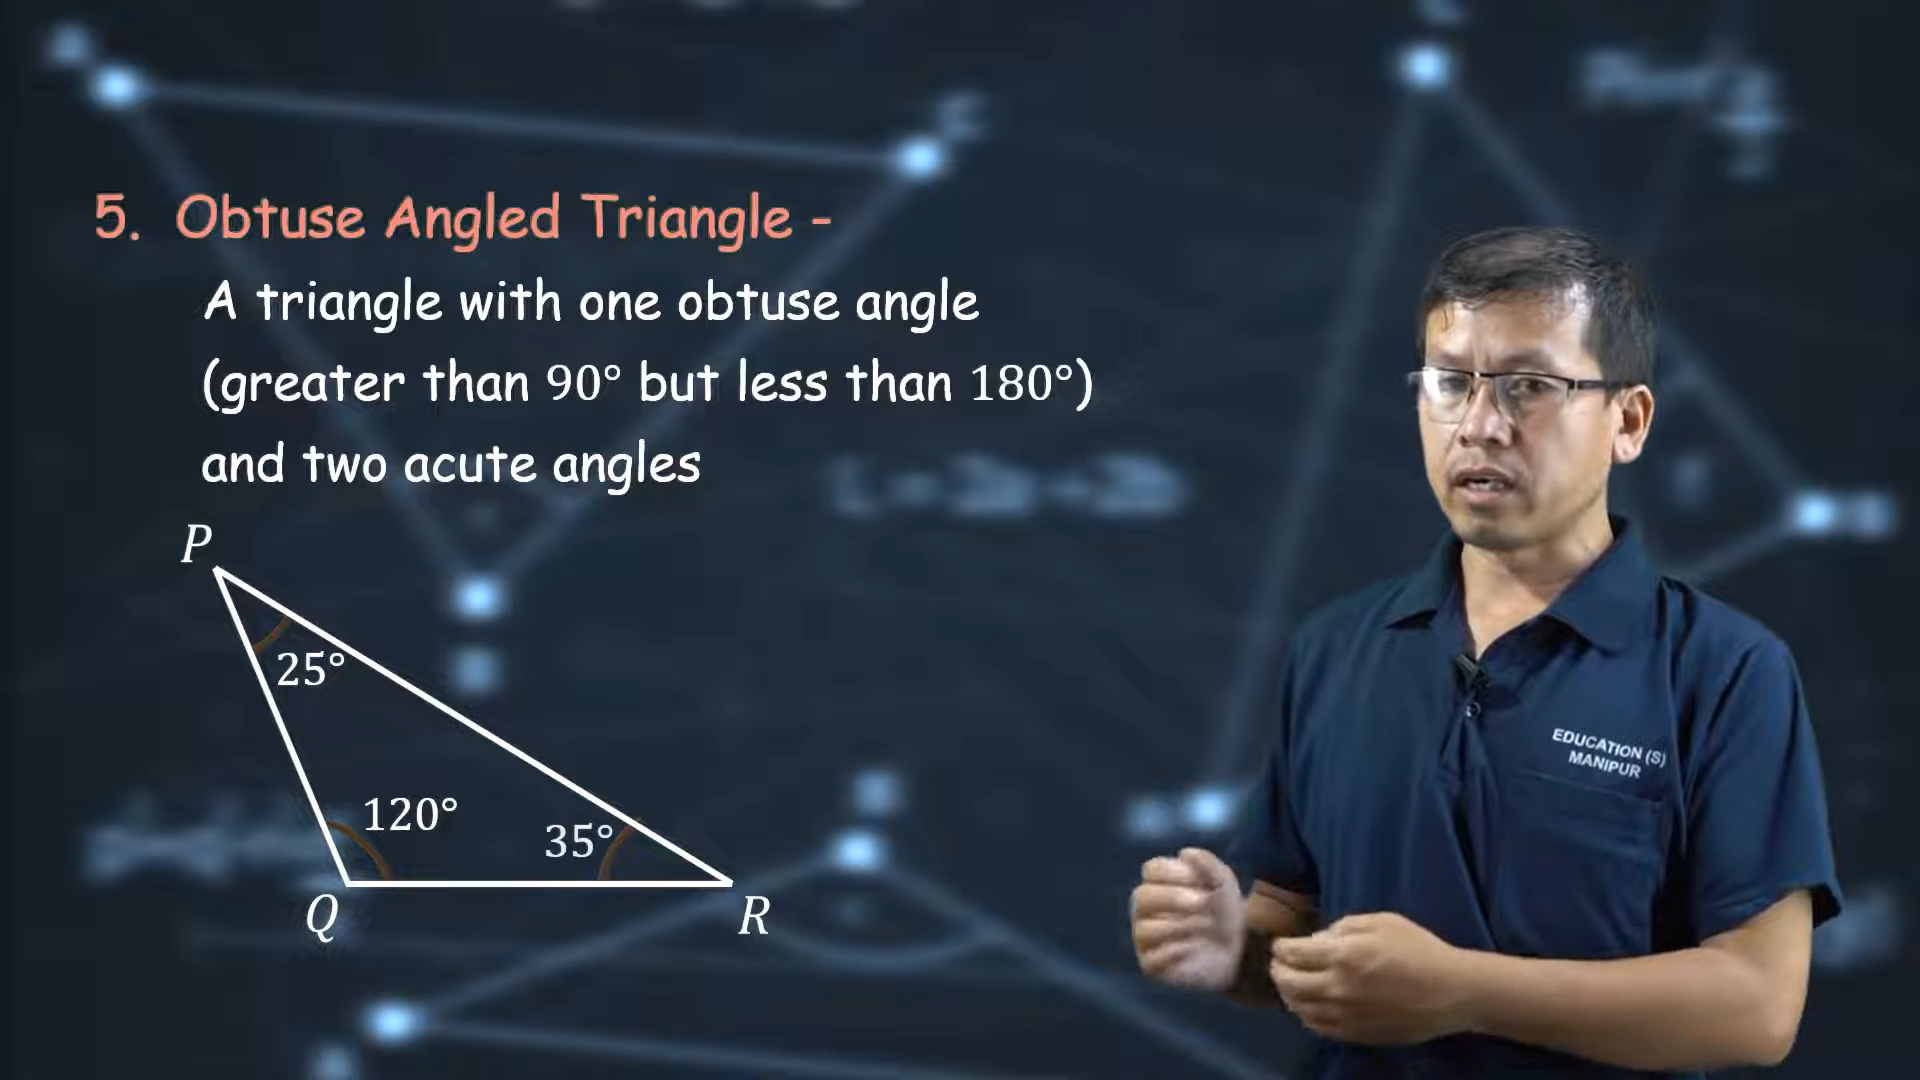 5. Obtuse Angled Triangle -
A triangle with one obtuse angle
(greater than 90° but less than 180°)
and two acute angles
P
25°
120°
35°
Q
R
EDUCATION (S)
MANIPUR